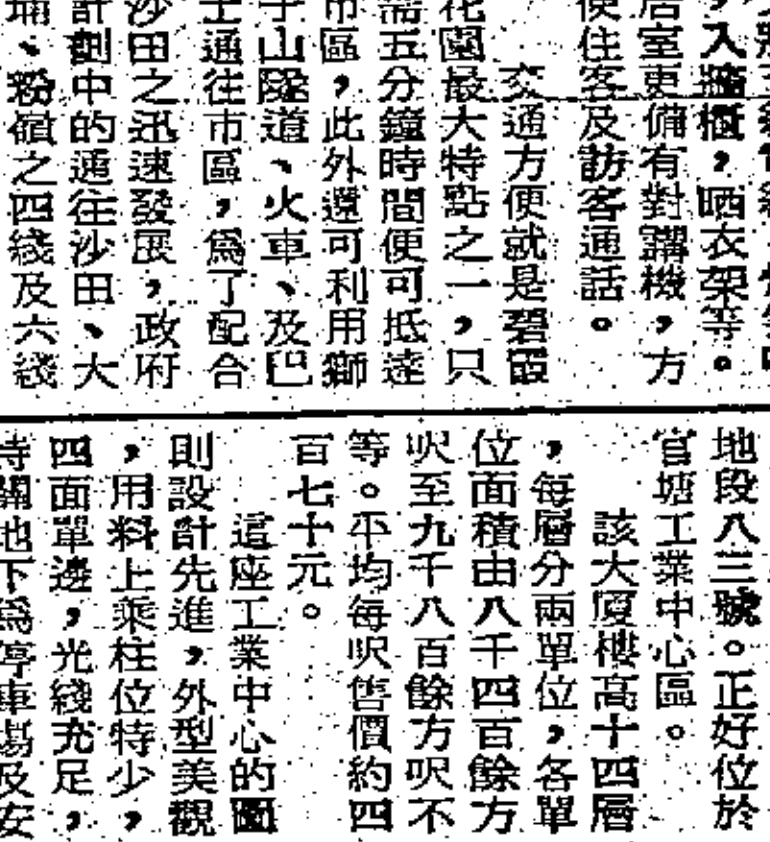 入牆櫃，晒衣架等。
居室更備有對講機，方
便住客及訪客通話。
交通方便就是碧霞
花園最大特點之一，只
需五分鐘時間便可抵達
市區，此外還可利用獅
子山隧道、火車、及巴
士通往市區，為了配合
沙田之迅速發展，政府
計劃中的通往沙田、大
埔、粉嶺之四綫及六綫
地段八三號。正好位於
官塘工業中心區。
該大厦樓高十四層
，每層分兩單位，各單
位面積由八千四百餘方
呎至九千八百餘方呎不
等。平均每呎售價約四
百七十元。
這座工業中心的圖
則設計先進，外型美觀
，用料上乘柱位特少，
四面單邊，光綫充足，
特闢地下為停車場及安